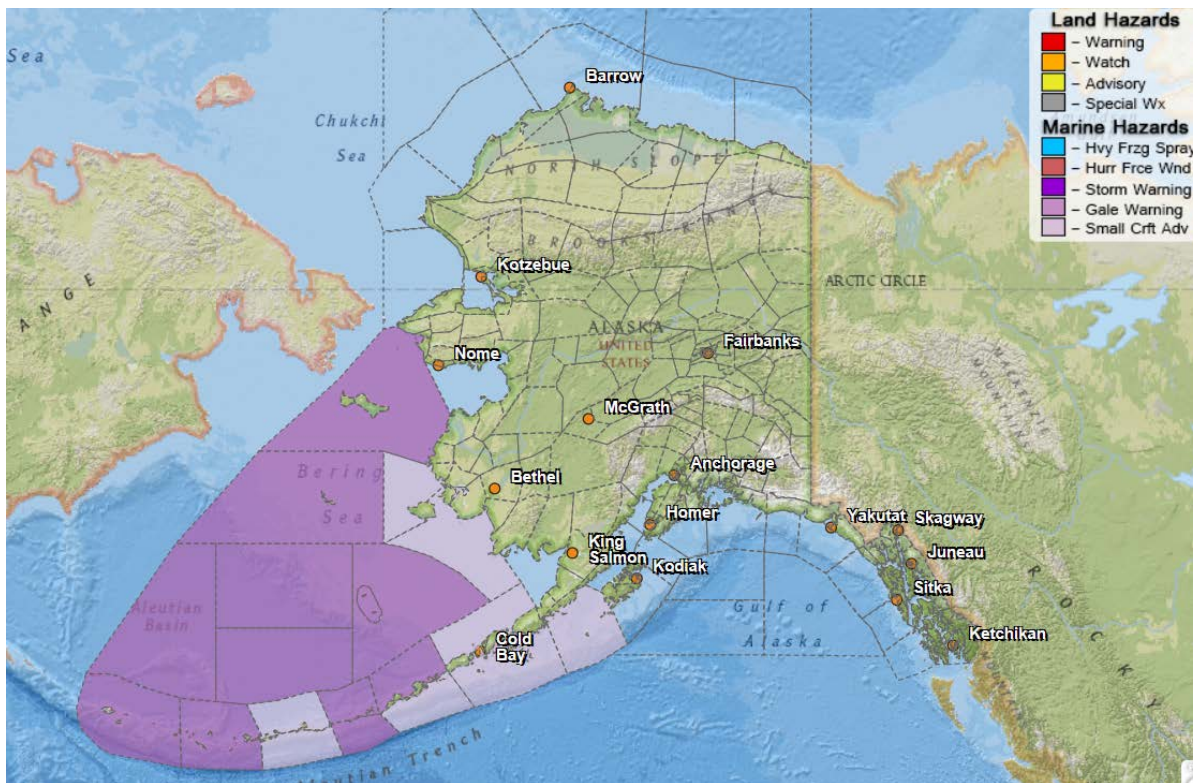 Land Hazards
– Warning
– Watch
– Advisory
– Special Wx
Marine Hazards
– Hvy Frzg Spray
– Hurr Frce Wnd
– Storm Warning
– Gale Warning
– Small Crft Adv
Sea
Barrow
Chukchi
Sea
NORTH SLOPE
BROOKS RANGE
Kotzebue
ARCTIC CIRCLE
ANGE
ALASKA
UNITED
STATES
Fairbanks
Nome
MACKENZIE
MOUNTAINS
McGrath
Bering
Sea
Bethel
Anchorage
Homer
Yakutat
Skagway
King
Salmon
Kodiak
Juneau
Sitka
Aleutian
Basin
Gulf of
Alaska
ROCKY
Cold
Bay
Ketchikan
Aleutian Trench